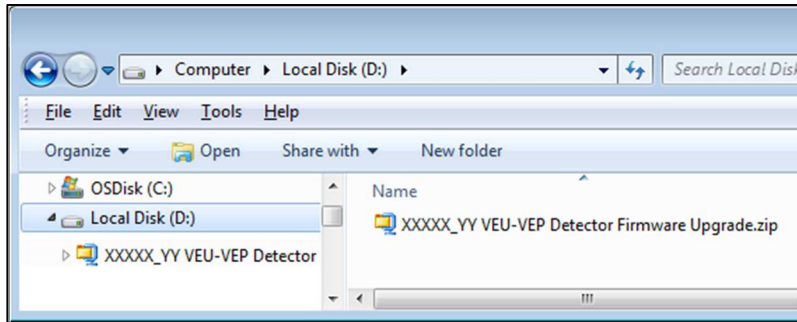 Computer Local Disk (D:) Search Local Disk
File Edit View Tools Help
Organize Open Share with New folder
OSDisk (C:) Name
Local Disk (D:) XXXXX_YY VEU-VEP Detector Firmware Upgrade.zip
XXXXX_YY VEU-VEP Detector